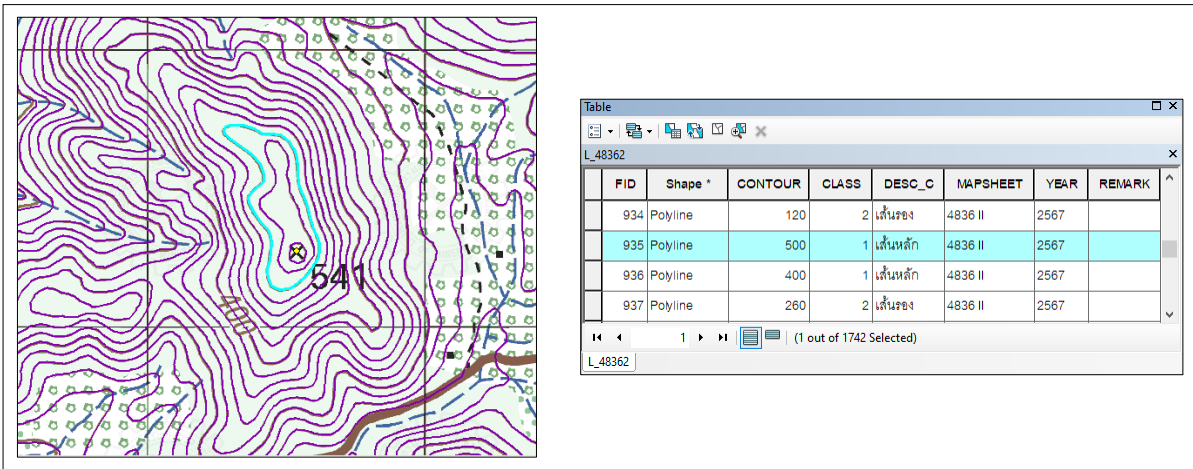 541
400
Table
L_48362
FID Shape * CONTOUR CLASS DESC_C MAPSHEET YEAR REMARK
934 Polyline 120 2 เส้นรอง 4836 II 2567
935 Polyline 500 1 เส้นหลัก 4836 II 2567
936 Polyline 400 1 เส้นหลัก 4836 II 2567
937 Polyline 260 2 เส้นรอง 4836 II 2567
1 (1 out of 1742 Selected)
L_48362